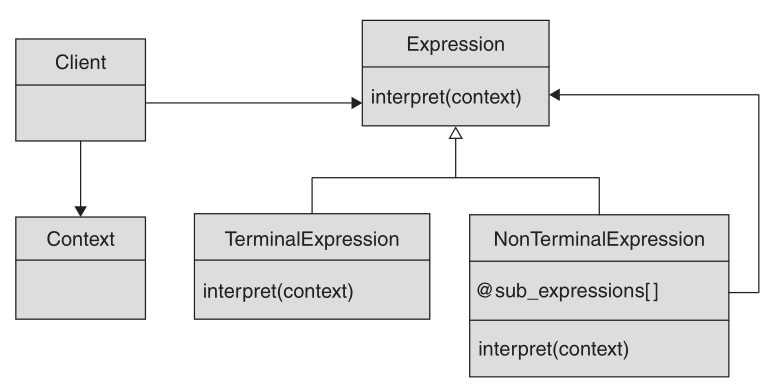 Client
Expression
interpret(context)
Context
TerminalExpression
interpret(context)
NonTerminalExpression
@sub_expressions[]
interpret(context)